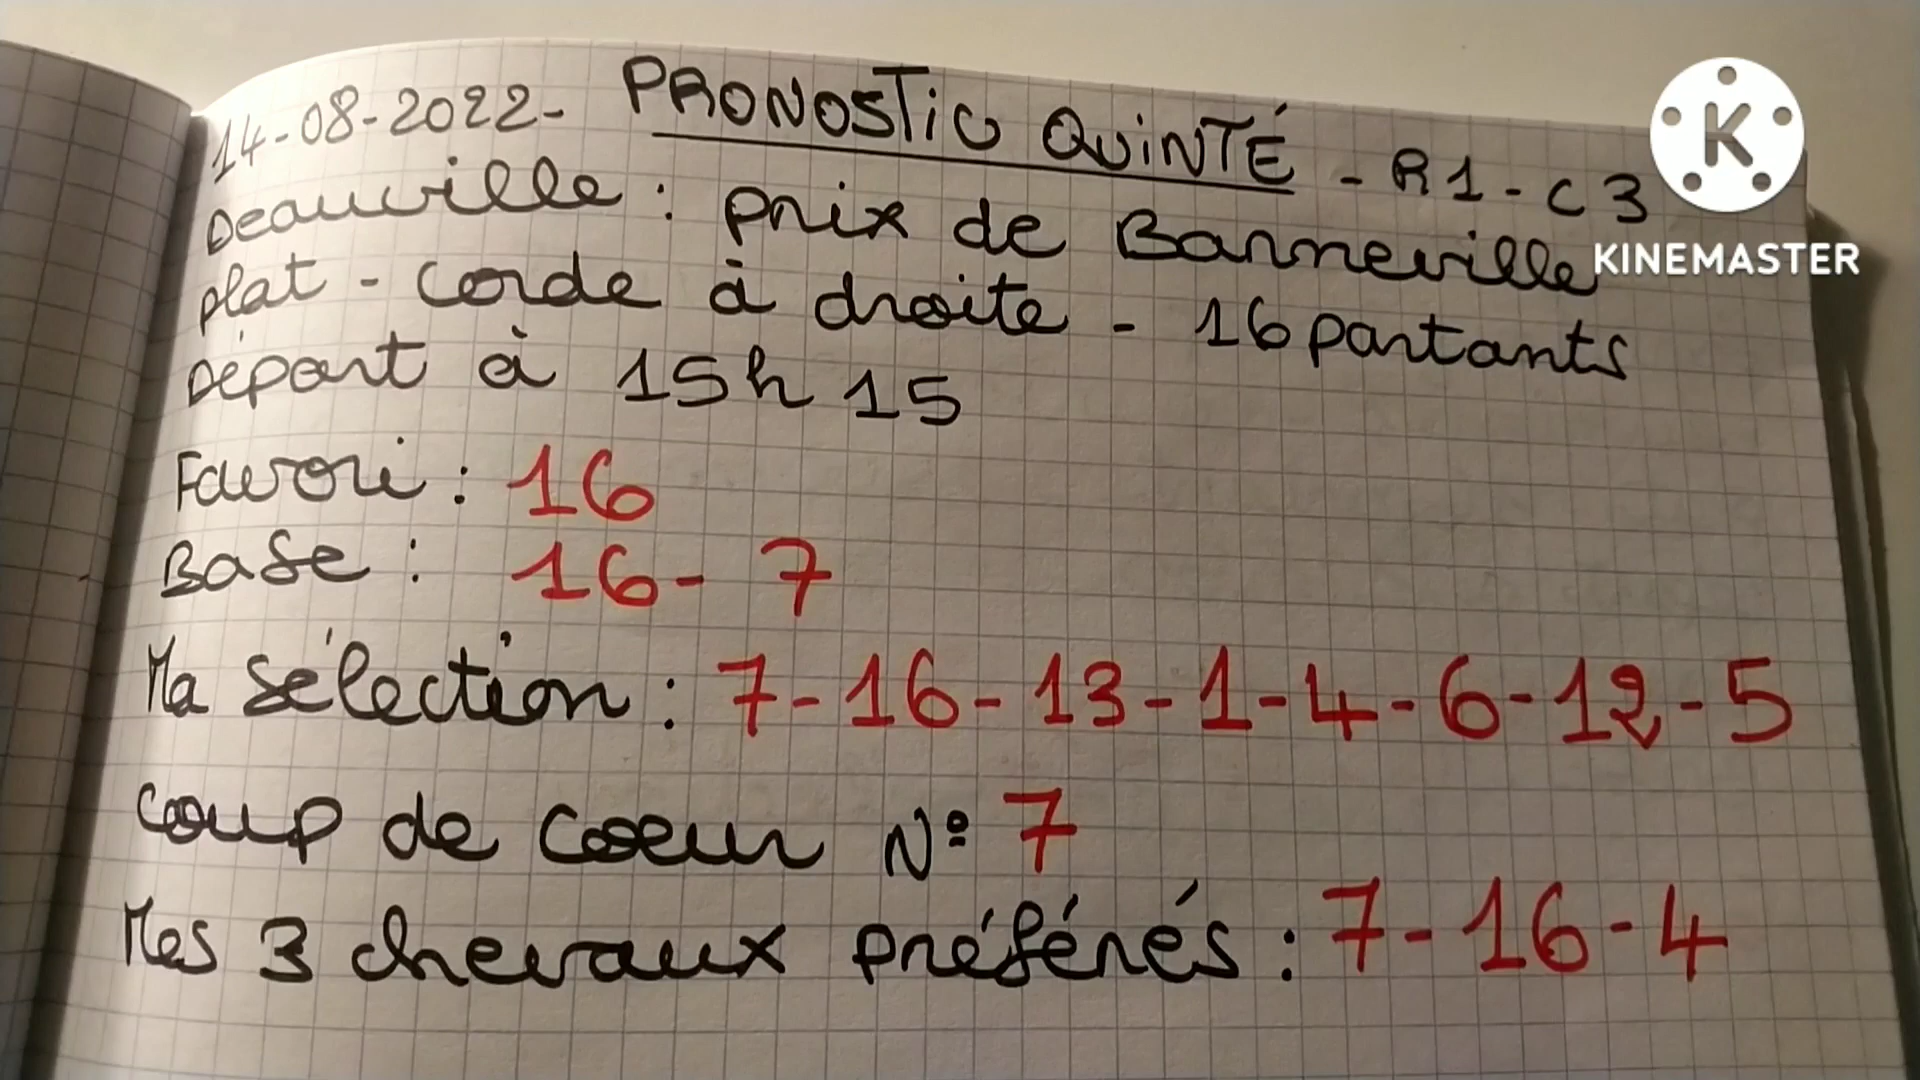 14-08-2022- PRONOSTIC QUINTÉ - R1 - C3
Deauville : prix de Banneville
plat - corde à droite - 16 partants
Départ à 15h15
Favori : 16
Base : 16 - 7
Ma sélection : 7-16-13-1-4-6-12-5
Coup de coeur Nº 7
Mes 3 chevaux préférés : 7-16-4
K
KINEMASTER